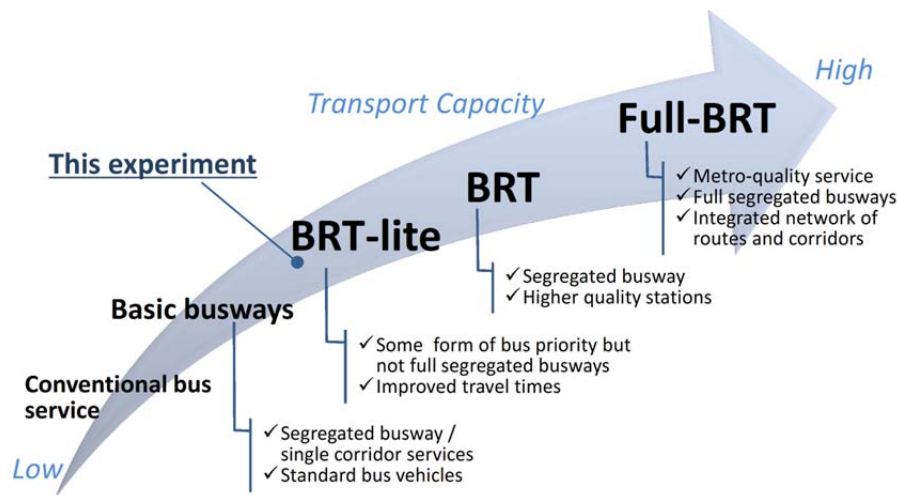 High
Transport Capacity
Full-BRT
✓Metro-quality service
✓Full segregated busways
✓Integrated network of
routes and corridors
This experiment
BRT
✓Segregated busway
✓Higher quality stations
BRT-lite
✓Some form of bus priority but
not full segregated busways
✓Improved travel times
Basic busways
✓Segregated busway /
single corridor services
✓Standard bus vehicles
Conventional bus
service
Low